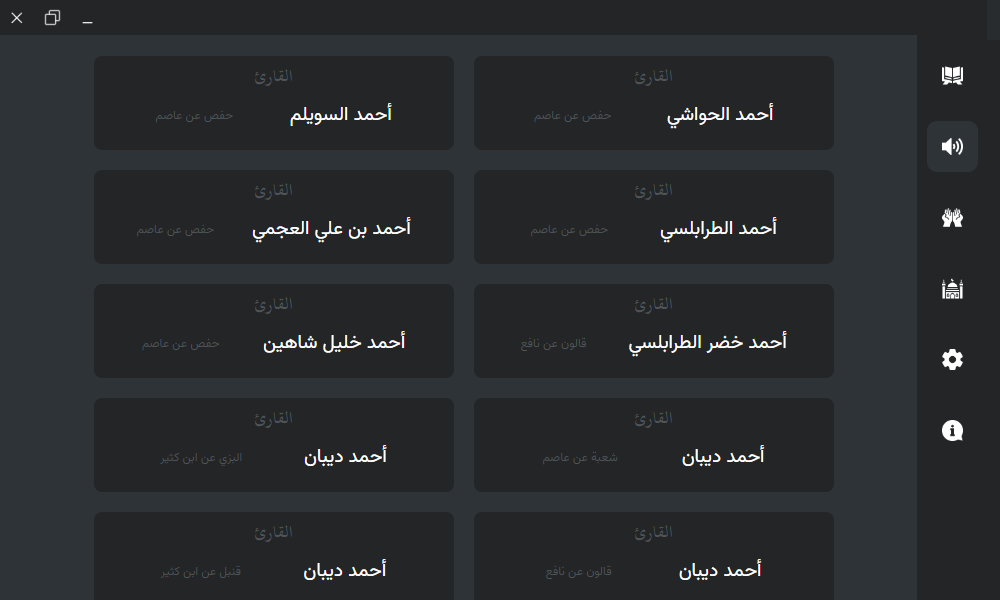 القارئ
أحمد الحواشي حفص عن عاصم
القارئ
أحمد السويلم حفص عن عاصم
القارئ
أحمد الطرابلسي حفص عن عاصم
القارئ
أحمد بن علي العجمي حفص عن عاصم
القارئ
أحمد خضر الطرابلسي قالون عن نافع
القارئ
أحمد خليل شاهين حفص عن عاصم
القارئ
أحمد ديبان شعبة عن عاصم
القارئ
أحمد ديبان البزي عن ابن كثير
القارئ
أحمد ديبان قالون عن نافع
القارئ
أحمد ديبان قنبل عن ابن كثير